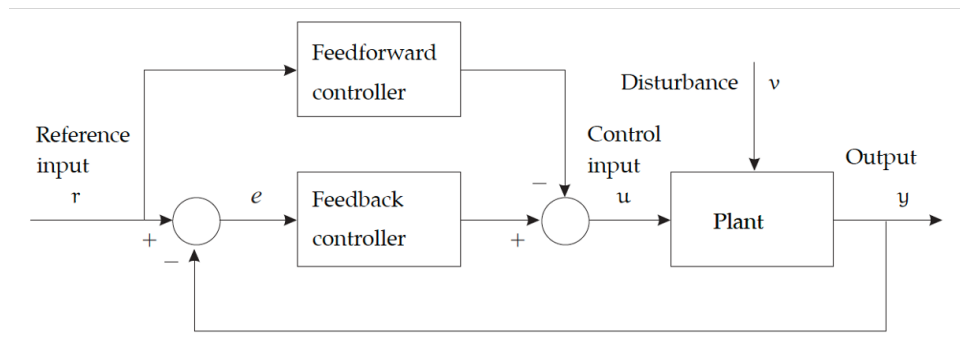 Feedforward
controller
Disturbance v
Reference
input
r
Control
input
u
Output
y
e
Feedback
controller
Plant
+
−
−
+